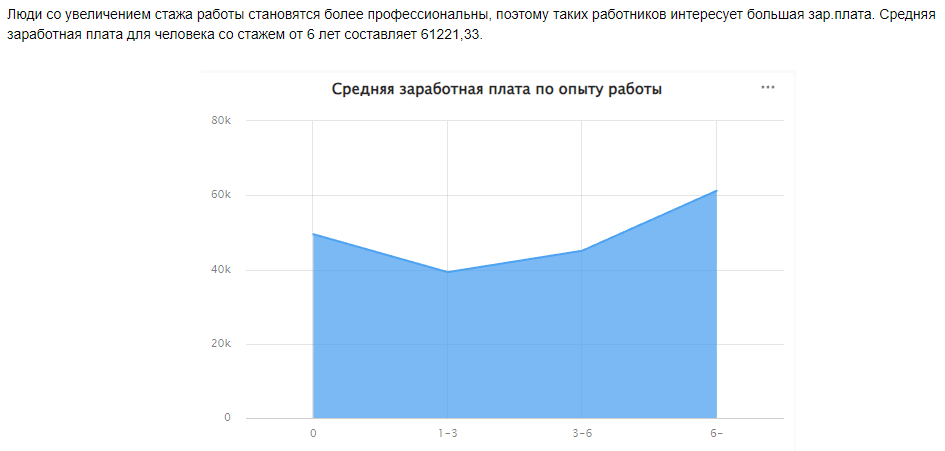 Люди со увеличением стажа работы становятся более профессиональны, поэтому таких работников интересует большая зар.плата. Средняя
заработная плата для человека со стажем от 6 лет составляет 61221,33.
Средняя заработная плата по опыту работы
80k
60k
40k
20k
0
0 1-3 3-6 6-